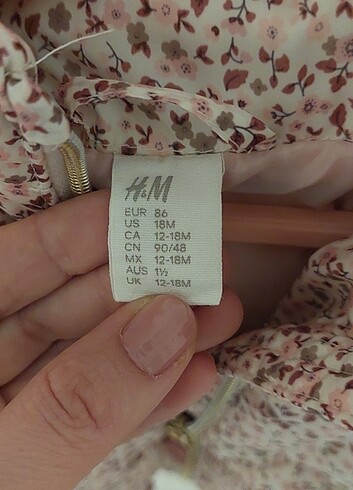 H&M
EUR 86
US 18M
CA 12-18M
CN 90/48
MX 12-18M
AUS 1½
UK 12-18M